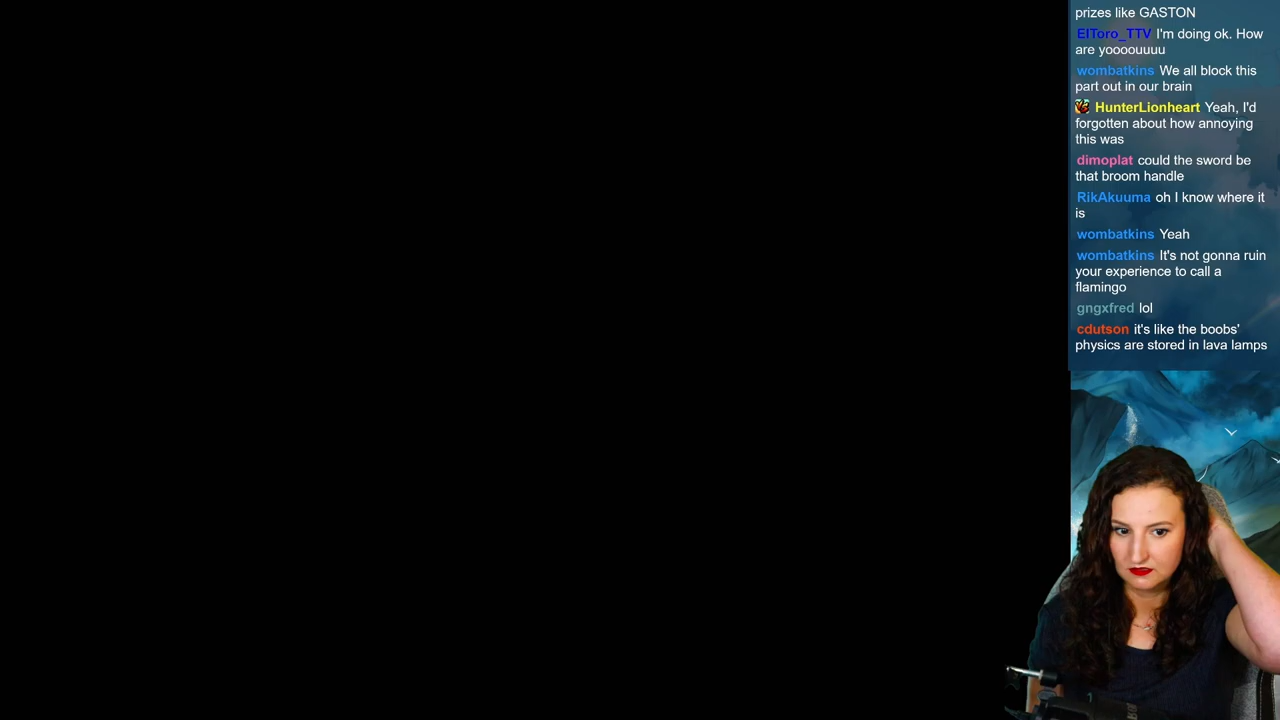 prizes like GASTON
ElToro_TTV I'm doing ok. How
are yoooouuuu
wombatkins We all block this
part out in our brain
HunterLionheart Yeah, I'd
forgotten about how annoying
this was
dimoplat could the sword be
that broom handle
RikAkuuma oh I know where it
is
wombatkins Yeah
wombatkins It's not gonna ruin
your experience to call a
flamingo
gngxfred lol
cdutson it's like the boobs'
physics are stored in lava lamps